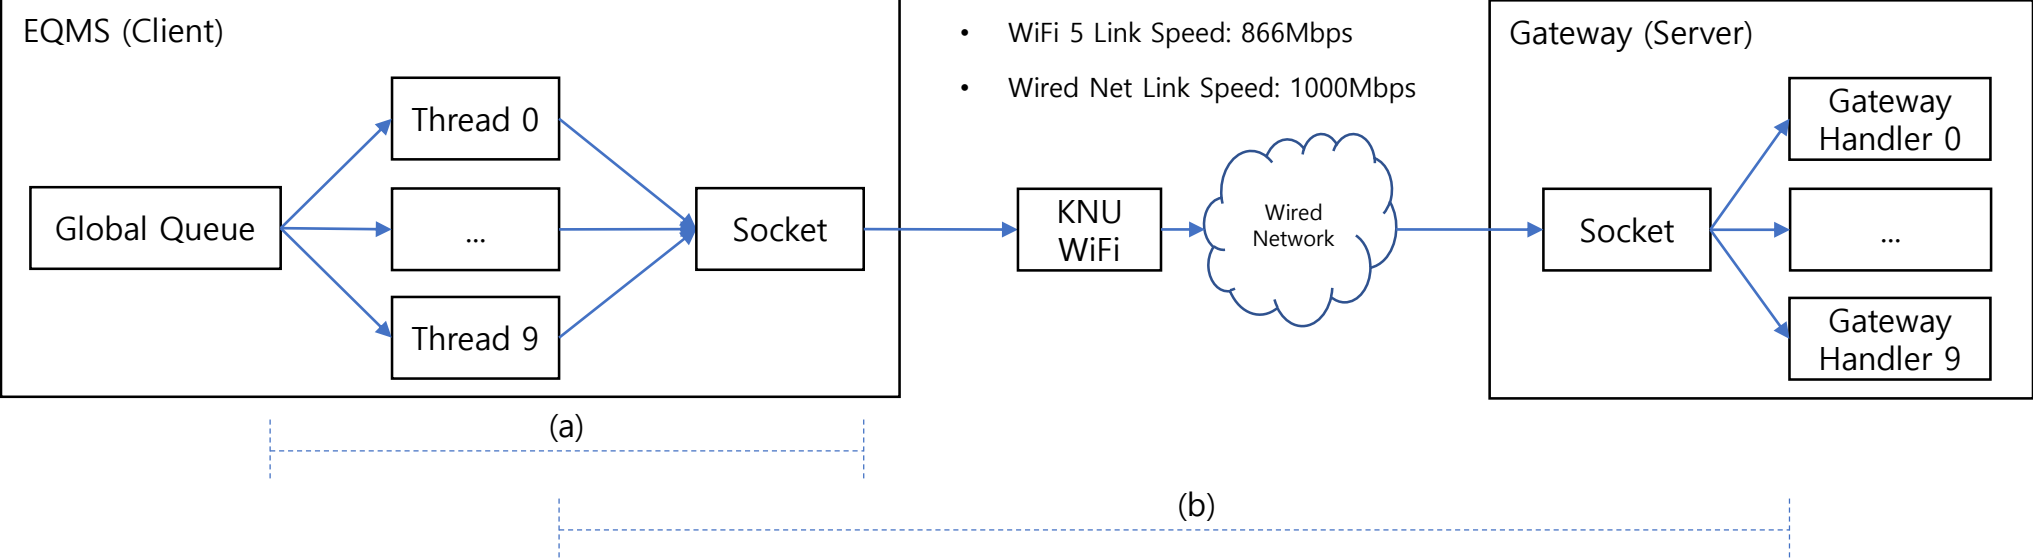 EQMS (Client)
Global Queue
Thread 0
...
Thread 9
Socket
• WiFi 5 Link Speed: 866Mbps
• Wired Net Link Speed: 1000Mbps
KNU
WiFi
Wired
Network
Gateway (Server)
Socket
Gateway
Handler 0
...
Gateway
Handler 9
(a)
(b)